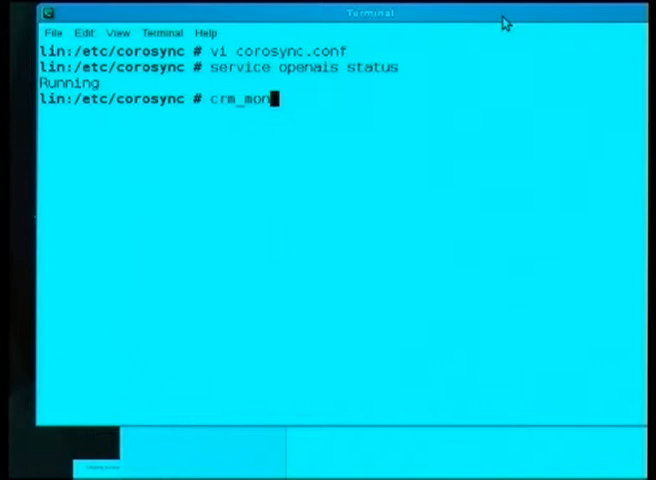 Terminal
File Edit View Terminal Help
lin:/etc/corosync # vi corosync.conf
lin:/etc/corosync # service openais status
Running
lin:/etc/corosync # crm_mon